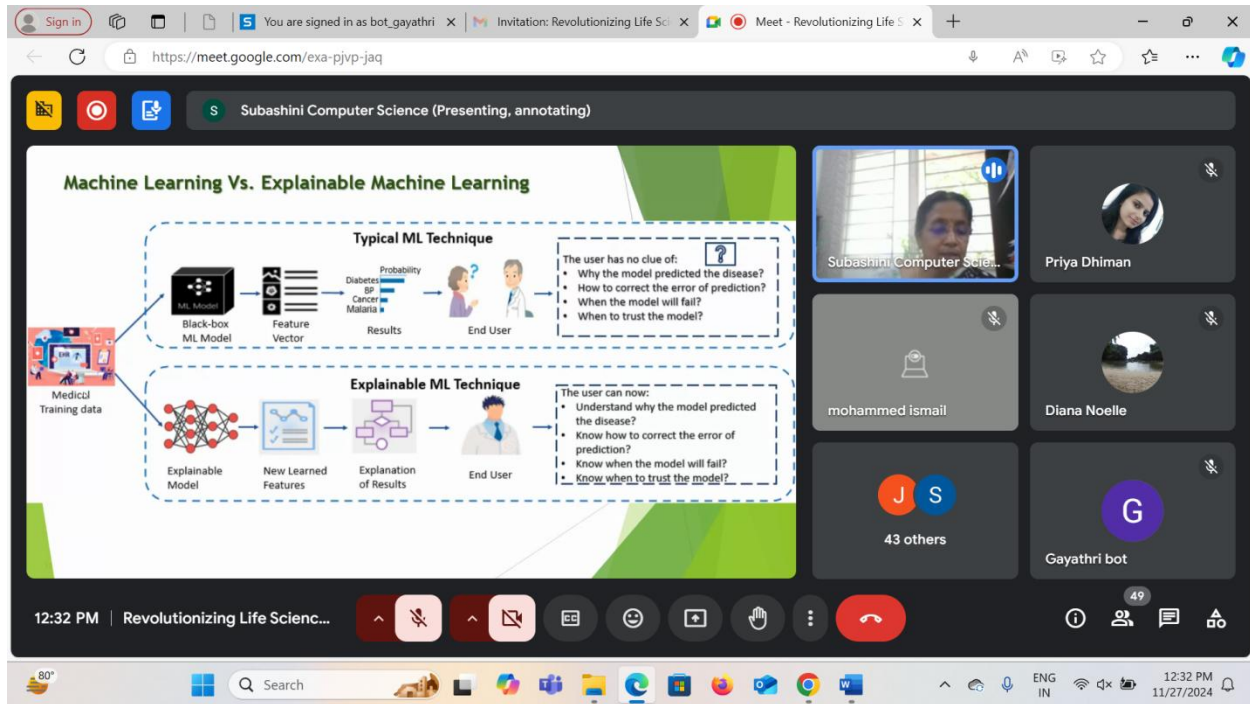 Sign in
You are signed in as bot_gayathri
Invitation: Revolutionizing Life Sci
Meet - Revolutionizing Life S
https://meet.google.com/exa-pjvp-jaq
S Subashini Computer Science (Presenting, annotating)
Machine Learning Vs. Explainable Machine Learning
Typical ML Technique
ML Model
Black-box
ML Model
Feature
Vector
Probability
Diabetes
BP
Cancer
Malaria
Results
?
End User
?
The user has no clue of:
• Why the model predicted the disease?
• How to correct the error of prediction?
• When the model will fail?
• When to trust the model?
Medical
Training data
Explainable ML Technique
Explainable
Model
New Learned
Features
Explanation
of Results
End User
The user can now:
• Understand why the model predicted
the disease?
• Know how to correct the error of
prediction?
• Know when the model will fail?
• Know when to trust the model?
Subashini Computer Scie...
Priya Dhiman
mohammed ismail
Diana Noelle
J S
43 others
G
Gayathri bot
12:32 PM | Revolutionizing Life Scienc...
CC
49
80°
Search
ENG
IN
12:32 PM
11/27/2024